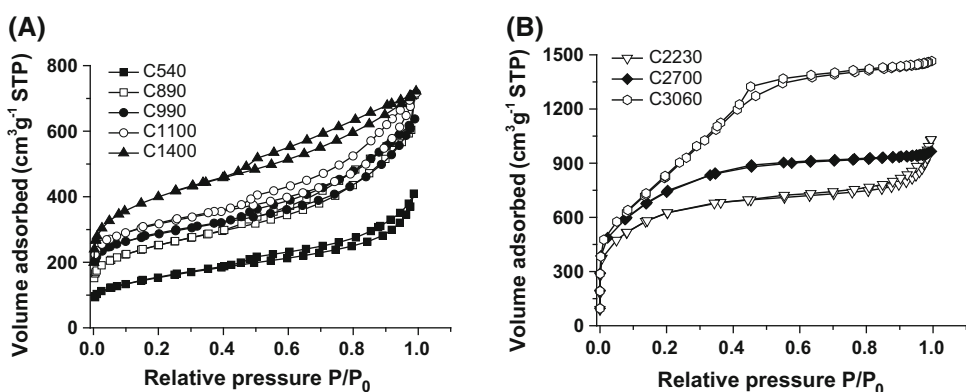 (A)
Volume adsorbed (cm³g⁻¹ STP)
800
600
400
200
0
C540
C890
C990
C1100
C1400
0.0 0.2 0.4 0.6 0.8 1.0
Relative pressure P/P₀
(B)
Volume adsorbed (cm³g⁻¹ STP)
1500
1200
900
600
300
0
C2230
C2700
C3060
0.0 0.2 0.4 0.6 0.8 1.0
Relative pressure P/P₀